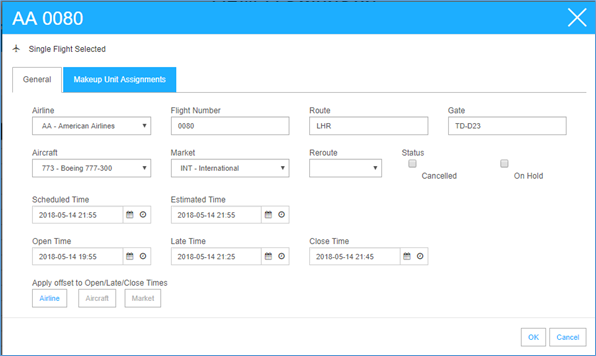 AA 0080
Single Flight Selected
General Makeup Unit Assignments
Airline Flight Number Route Gate
AA - American Airlines 0080 LHR TD-D23
Aircraft Market Reroute Status
773 - Boeing 777-300 INT - International
Cancelled On Hold
Scheduled Time Estimated Time
2018-05-14 21:55 2018-05-14 21:55
Open Time Late Time Close Time
2018-05-14 19:55 2018-05-14 21:25 2018-05-14 21:45
Apply offset to Open/Late/Close Times
Airline Aircraft Market
OK Cancel